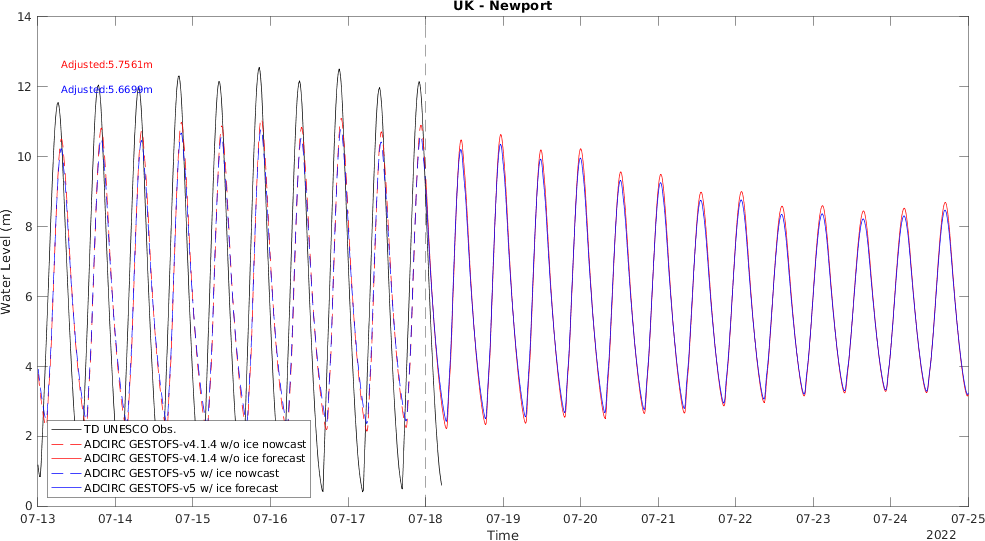 UK - Newport
Water Level (m)
14
12
10
8
6
4
2
0
Adjusted:5.7561m
Adjusted:5.6699m
TD UNESCO Obs.
ADCIRC GESTOFS-v4.1.4 w/o ice nowcast
ADCIRC GESTOFS-v4.1.4 w/o ice forecast
ADCIRC GESTOFS-v5 w/ ice nowcast
ADCIRC GESTOFS-v5 w/ ice forecast
07-13 07-14 07-15 07-16 07-17 07-18 07-19 07-20 07-21 07-22 07-23 07-24 07-25
Time
2022